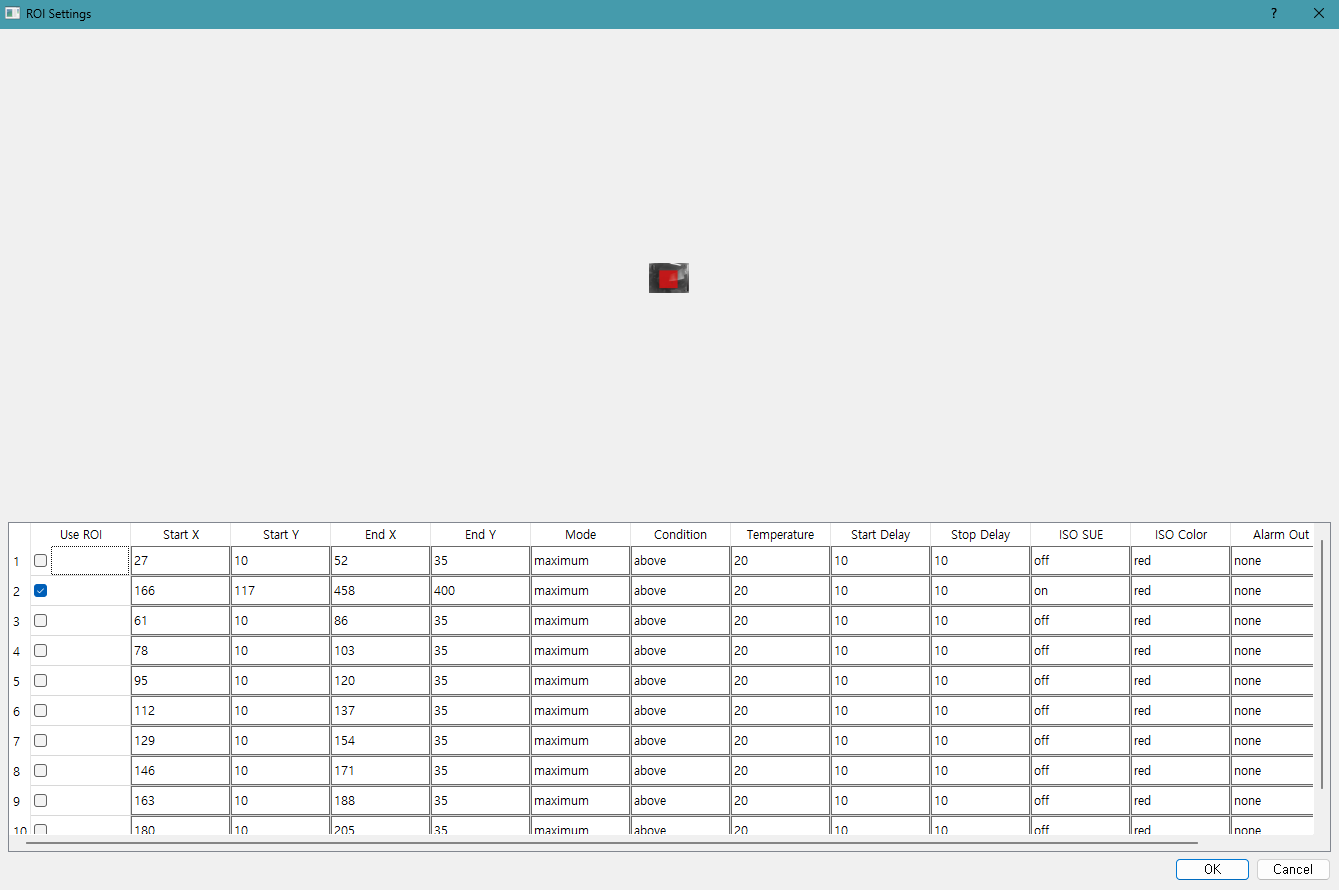 ROI Settings ?
Use ROI Start X Start Y End X End Y Mode Condition Temperature Start Delay Stop Delay ISO SUE ISO Color Alarm Out
1 27 10 52 35 maximum above 20 10 10 off red none
2 166 117 458 400 maximum above 20 10 10 on red none
3 61 10 86 35 maximum above 20 10 10 off red none
4 78 10 103 35 maximum above 20 10 10 off red none
5 95 10 120 35 maximum above 20 10 10 off red none
6 112 10 137 35 maximum above 20 10 10 off red none
7 129 10 154 35 maximum above 20 10 10 off red none
8 146 10 171 35 maximum above 20 10 10 off red none
9 163 10 188 35 maximum above 20 10 10 off red none
10 180 10 205 35 maximum above 20 10 10 off red none
OK Cancel